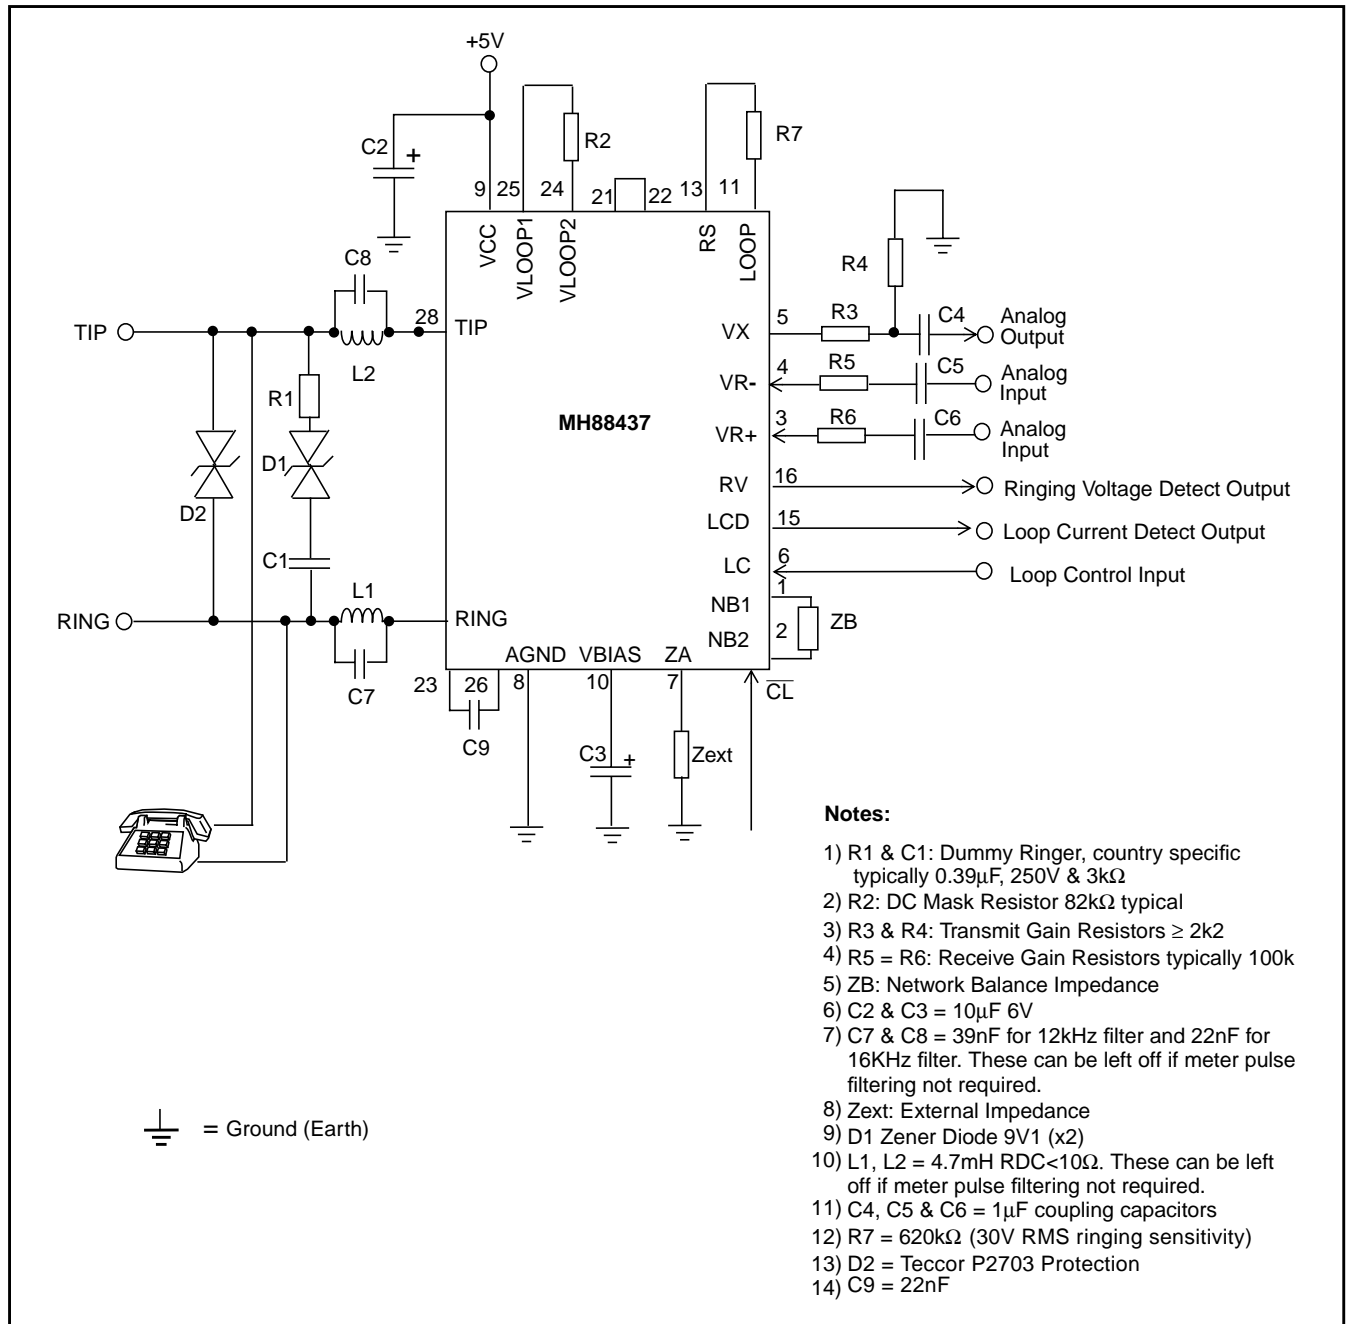 +5V
C2
+
R2
R7
9
25
24
21
22
13
11
VCC
VLOOP1
VLOOP2
RS
LOOP
C8
R4
TIP
28
TIP
L2
VX
5
R3
C4
Analog
Output
VR-
4
R5
C5
Analog
Input
R1
MH88437
VR+
3
R6
C6
Analog
Input
D1
D2
RV
16
Ringing Voltage Detect Output
LCD
15
Loop Current Detect Output
C1
LC
6
Loop Control Input
L1
1
NB1
RING
RING
NB2
2
ZB
AGND
VBIAS
ZA
C7
23
26
8
10
7
CL
C9
C3
+
Zext
Notes:
1) R1 & C1: Dummy Ringer, country specific
typically 0.39μF, 250V & 3kΩ
2) R2: DC Mask Resistor 82kΩ typical
3) R3 & R4: Transmit Gain Resistors ≥ 2k2
4) R5 = R6: Receive Gain Resistors typically 100k
5) ZB: Network Balance Impedance
6) C2 & C3 = 10μF 6V
7) C7 & C8 = 39nF for 12kHz filter and 22nF for
16KHz filter. These can be left off if meter pulse
filtering not required.
8) Zext: External Impedance
9) D1 Zener Diode 9V1 (x2)
10) L1, L2 = 4.7mH RDC<10Ω. These can be left
off if meter pulse filtering not required.
11) C4, C5 & C6 = 1μF coupling capacitors
12) R7 = 620kΩ (30V RMS ringing sensitivity)
13) D2 = Teccor P2703 Protection
14) C9 = 22nF
= Ground (Earth)